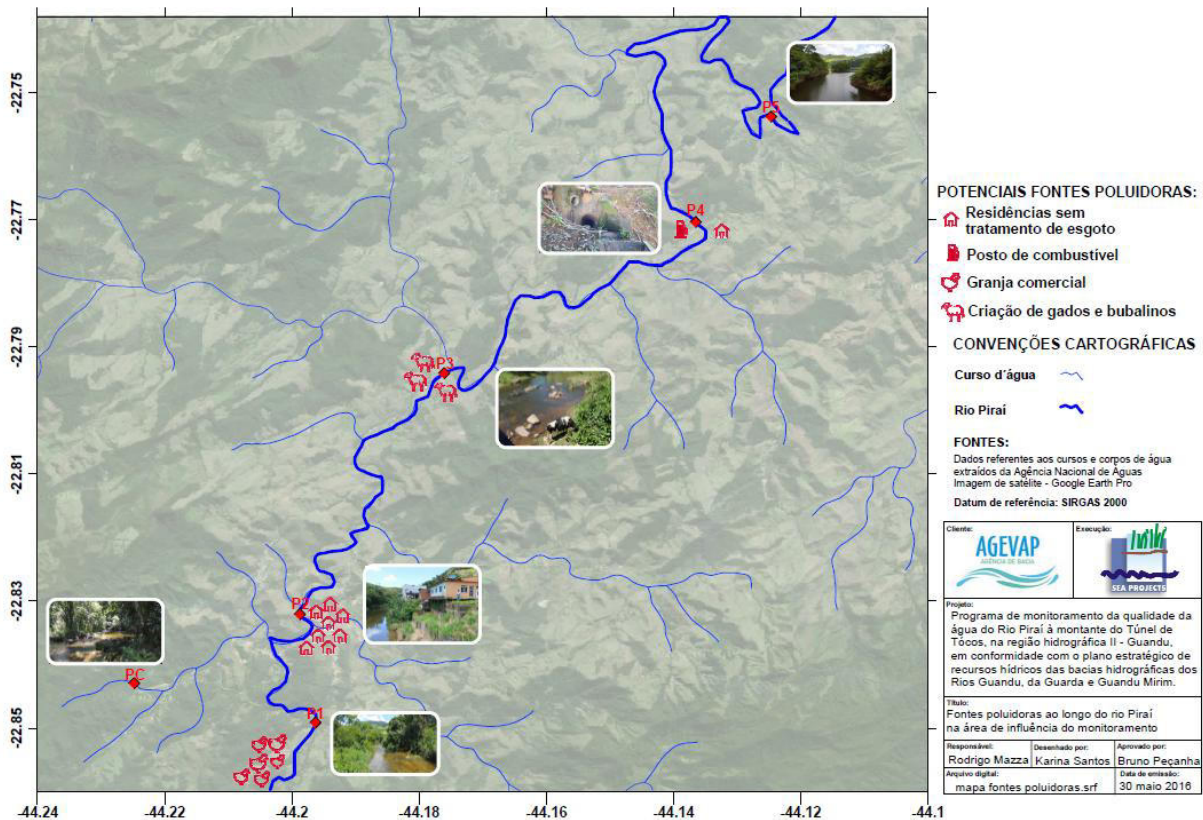 -22.75
-22.77
-22.79
-22.81
-22.83
-22.85
-44.24
-44.22
-44.2
-44.18
-44.16
-44.14
-44.12
-44.1
P5
P4
P3
P2
PC
P1
POTENCIAIS FONTES POLUIDORAS:
Residências sem
tratamento de esgoto
Posto de combustível
Granja comercial
Criação de gados e bubalinos
CONVENÇÕES CARTOGRÁFICAS
Curso d´água
Rio Piraí
FONTES:
Dados referentes aos cursos e corpos de água
extraídos da Agência Nacional de Águas
Imagem de satélite - Google Earth Pro
Datum de referência: SIRGAS 2000
Cliente:
AGEVAP
AGÊNCIA DE BACIA
Execução:
SEA PROJECTS
Projeto:
Programa de monitoramento da qualidade da
água do Rio Piraí à montante do Túnel de
Tócos, na região hidrográfica II - Guandu,
em conformidade com o plano estratégico de
recursos hídricos das bacias hidrográficas dos
Rios Guandu, da Guarda e Guandu Mirim.
Título:
Fontes poluidoras ao longo do rio Piraí
na área de influência do monitoramento
Responsável:
Rodrigo Mazza
Desenhado por:
Karina Santos
Aprovado por:
Bruno Peçanha
Arquivo digital:
mapa fontes poluidoras.srf
Data de emissão:
30 maio 2016